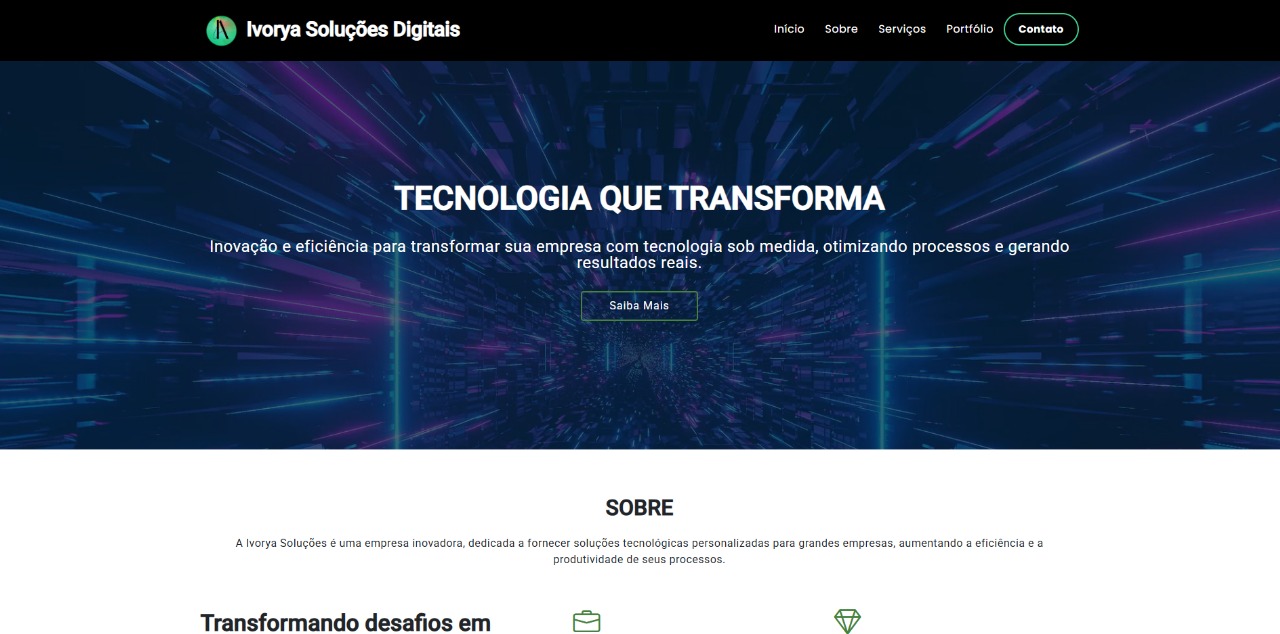 Ivorya Soluções Digitais
Início
Sobre
Serviços
Portfólio
Contato
TECNOLOGIA QUE TRANSFORMA
Inovação e eficiência para transformar sua empresa com tecnologia sob medida, otimizando processos e gerando
resultados reais.
Saiba Mais
SOBRE
A Ivorya Soluções é uma empresa inovadora, dedicada a fornecer soluções tecnológicas personalizadas para grandes empresas, aumentando a eficiência e a
produtividade de seus processos.
Transformando desafios em